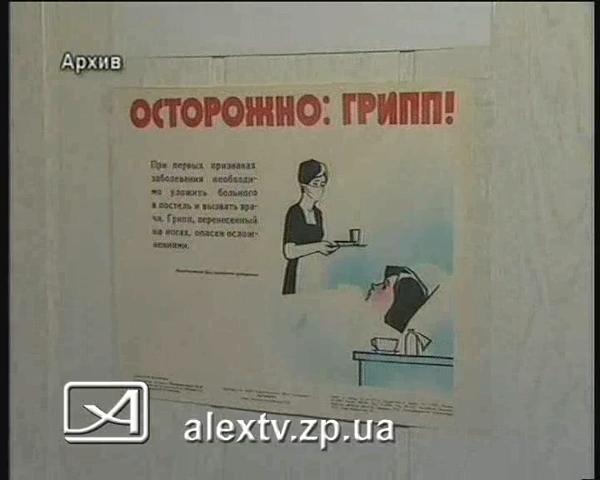 Архив
ОСТОРОЖНО: ГРИПП!
При первых признаках
заболевания необходи-
мо уложить больного
в постель и вызвать вра-
ча. Грипп, перенесенный
на ногах, опасен ослож-
нениями.
alextv.zp.ua